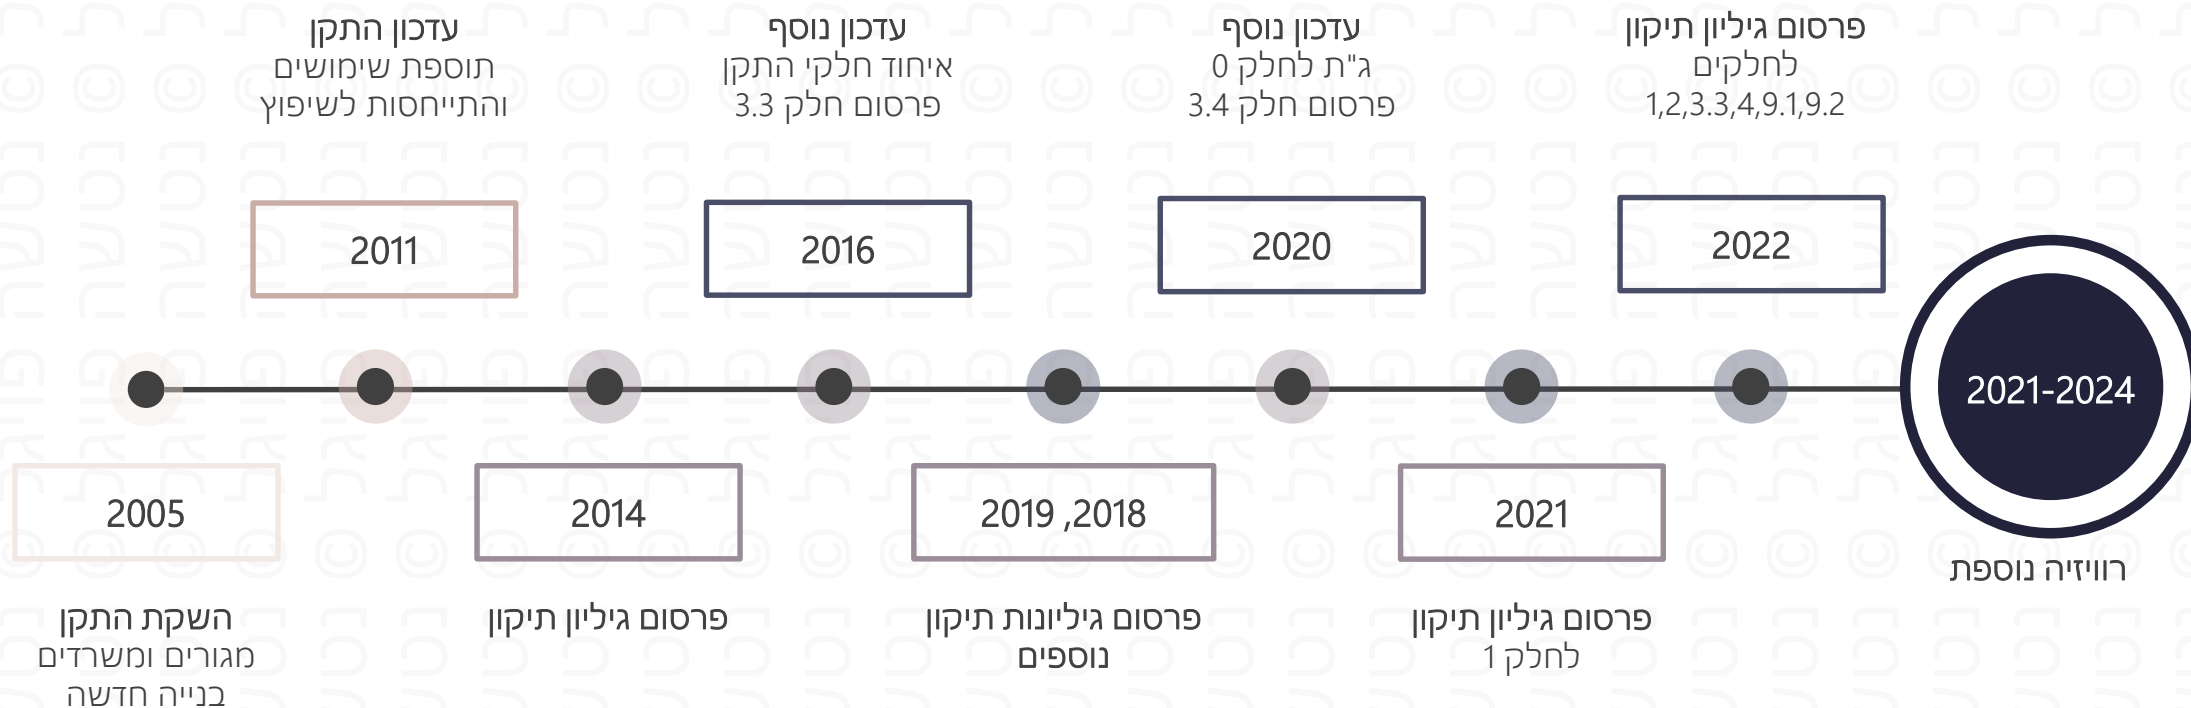 עדכון התקן
תוספת שימושים
והתייחסות לשיפוץ
עדכון נוסף
איחוד חלקי התקן
פרסום חלק 3.3
עדכון נוסף
ג"ת לחלק 0
פרסום חלק 3.4
פרסום גיליון תיקון
לחלקים
1,2,3.3,4,9.1,9.2
2011
2016
2020
2022
2021-2024
רוויזיה נוספת
2005
2014
2018, 2019
2021
השקת התקן
מגורים ומשרדים
בנייה חדשה
פרסום גיליון תיקון
פרסום גיליונות תיקון
נוספים
פרסום גיליון תיקון
לחלק 1